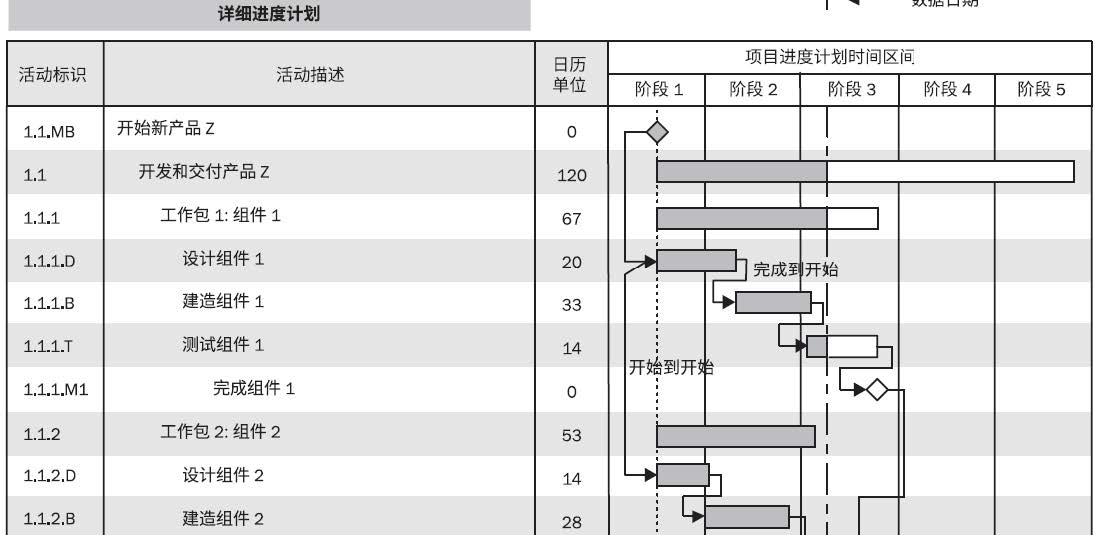 数据日期
详细进度计划
活动标识 活动描述 日历单位 项目进度计划时间区间
阶段 1 阶段 2 阶段 3 阶段 4 阶段 5
1.1.MB 开始新产品 Z 0
1.1 开发和交付产品 Z 120
1.1.1 工作包 1: 组件 1 67
1.1.1.D 设计组件 1 20
完成到开始
1.1.1.B 建造组件 1 33
1.1.1.T 测试组件 1 14
开始到开始
1.1.1.M1 完成组件 1 0
1.1.2 工作包 2: 组件 2 53
1.1.2.D 设计组件 2 14
1.1.2.B 建造组件 2 28